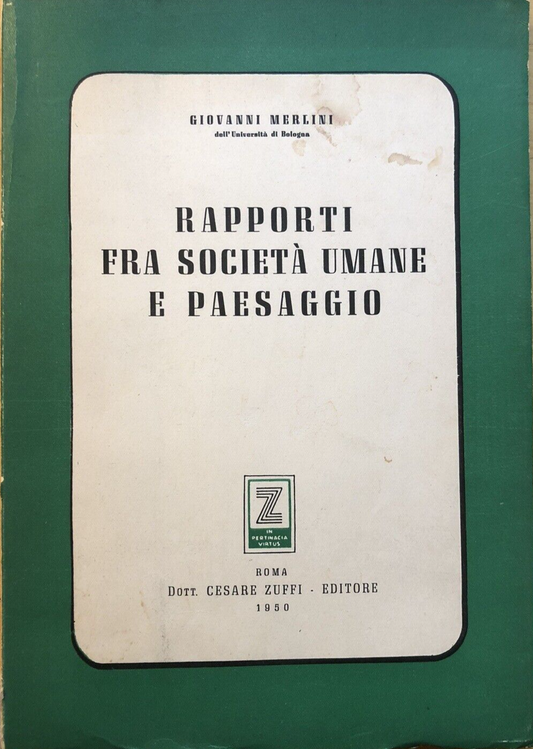 GIOVANNI MERLINI
dell'Università di Bologna
RAPPORTI
FRA SOCIETÀ UMANE
E PAESAGGIO
Z
IN
PERTINACIA
VIRTUS
ROMA
DOTT. CESARE ZUFFI - EDITORE
1950